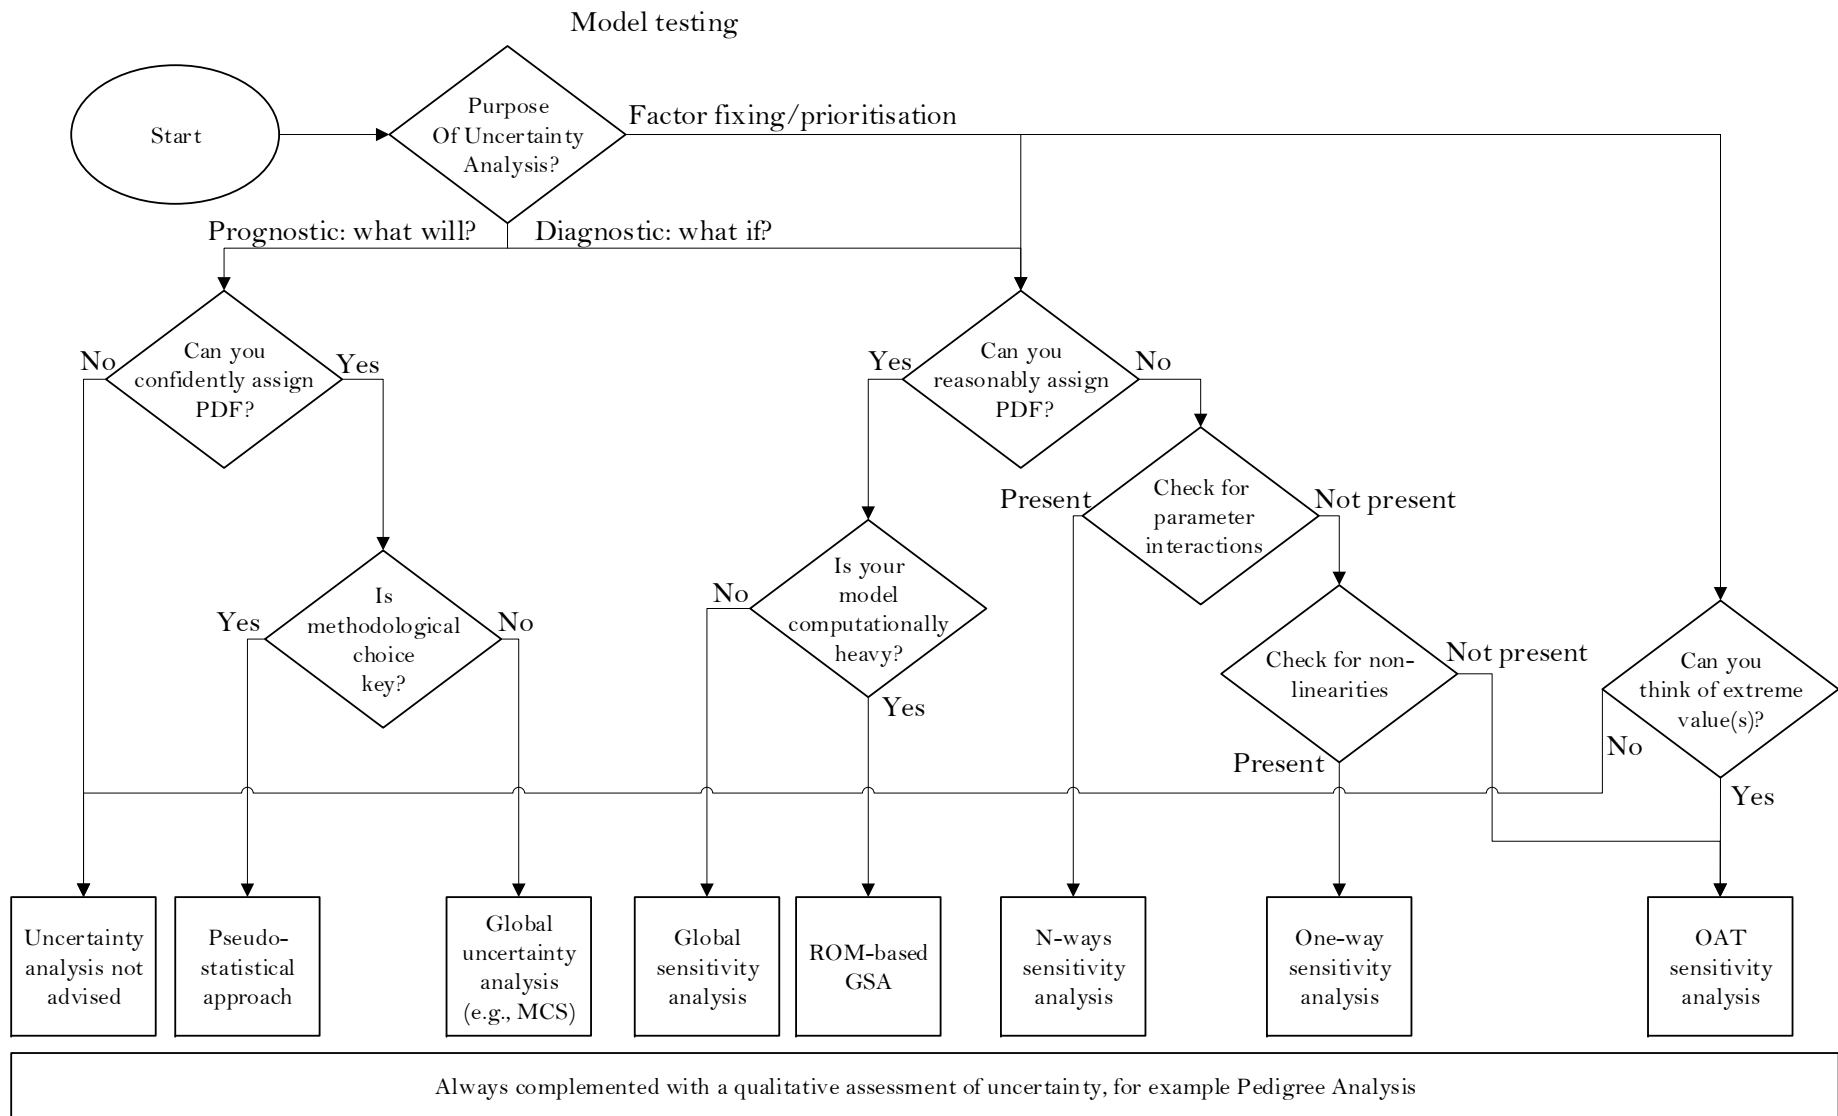 Model testing
Start
Purpose
Of Uncertainty
Analysis?
Factor fixing/prioritisation
Prognostic: what will?
Diagnostic: what if?
No
Can you
confidently assign
PDF?
Yes
Yes
Can you
reasonably assign
PDF?
No
Present
Check for
parameter
interactions
Not present
Yes
Is
methodological
choice
key?
No
No
Is your
model
computationally
heavy?
Yes
Check for non-
linearities
Not present
Present
Can you
think of extreme
value(s)?
No
Yes
Uncertainty
analysis not
advised
Pseudo-
statistical
approach
Global
uncertainty
analysis
(e.g., MCS)
Global
sensitivity
analysis
ROM-based
GSA
N-ways
sensitivity
analysis
One-way
sensitivity
analysis
OAT
sensitivity
analysis
Always complemented with a qualitative assessment of uncertainty, for example Pedigree Analysis